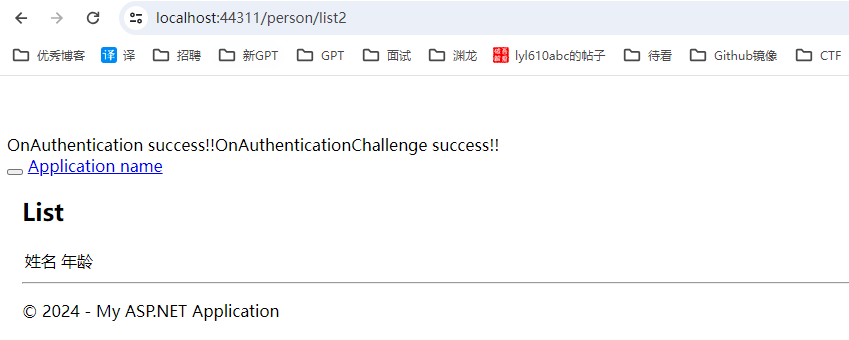 localhost:44311/person/list2
优秀博客 译 译 招聘 新GPT GPT 面试 渊龙 lyl610abc的帖子 待看 Github镜像 CTF
OnAuthentication success!!OnAuthenticationChallenge success!!
Application name
List
姓名 年龄
© 2024 - My ASP.NET Application